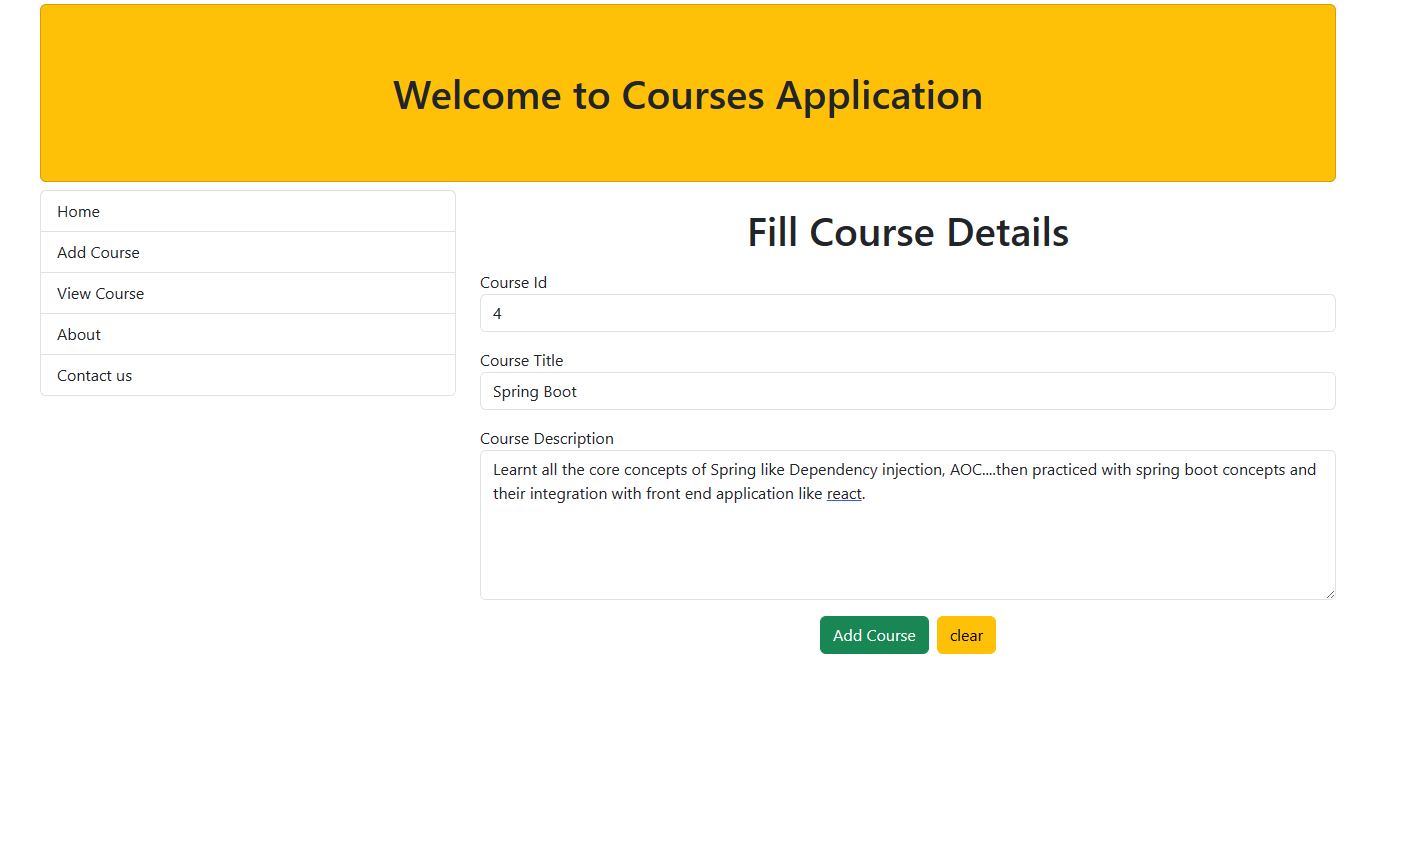 Welcome to Courses Application
Home
Add Course
View Course
About
Contact us
Fill Course Details
Course Id
4
Course Title
Spring Boot
Course Description
Learnt all the core concepts of Spring like Dependency injection, AOC....then practiced with spring boot concepts and
their integration with front end application like react.
Add Course
clear